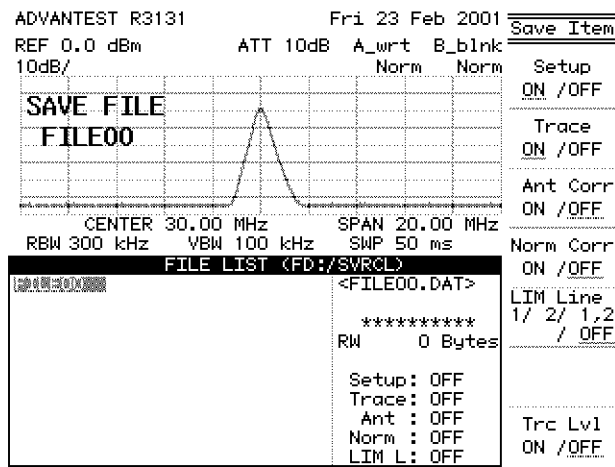 ADVANTEST R3131 Fri 23 Feb 2001
REF 0.0 dBm ATT 10dB A_wrt B_blnk
10dB/ Norm Norm
SAVE FILE
FILE00
CENTER 30.00 MHz SPAN 20.00 MHz
RBW 300 kHz VBW 100 kHz SWP 50 ms
FILE LIST (FD:/SVRCL)
<FILE00.DAT>
**********
RW 0 Bytes
Setup: OFF
Trace: OFF
Ant : OFF
Norm : OFF
LIM L: OFF
Save Item
Setup
ON /OFF
Trace
ON /OFF
Ant Corr
ON /OFF
Norm Corr
ON /OFF
LIM Line
1/ 2/ 1,2
/ OFF
Trc Lvl
ON /OFF